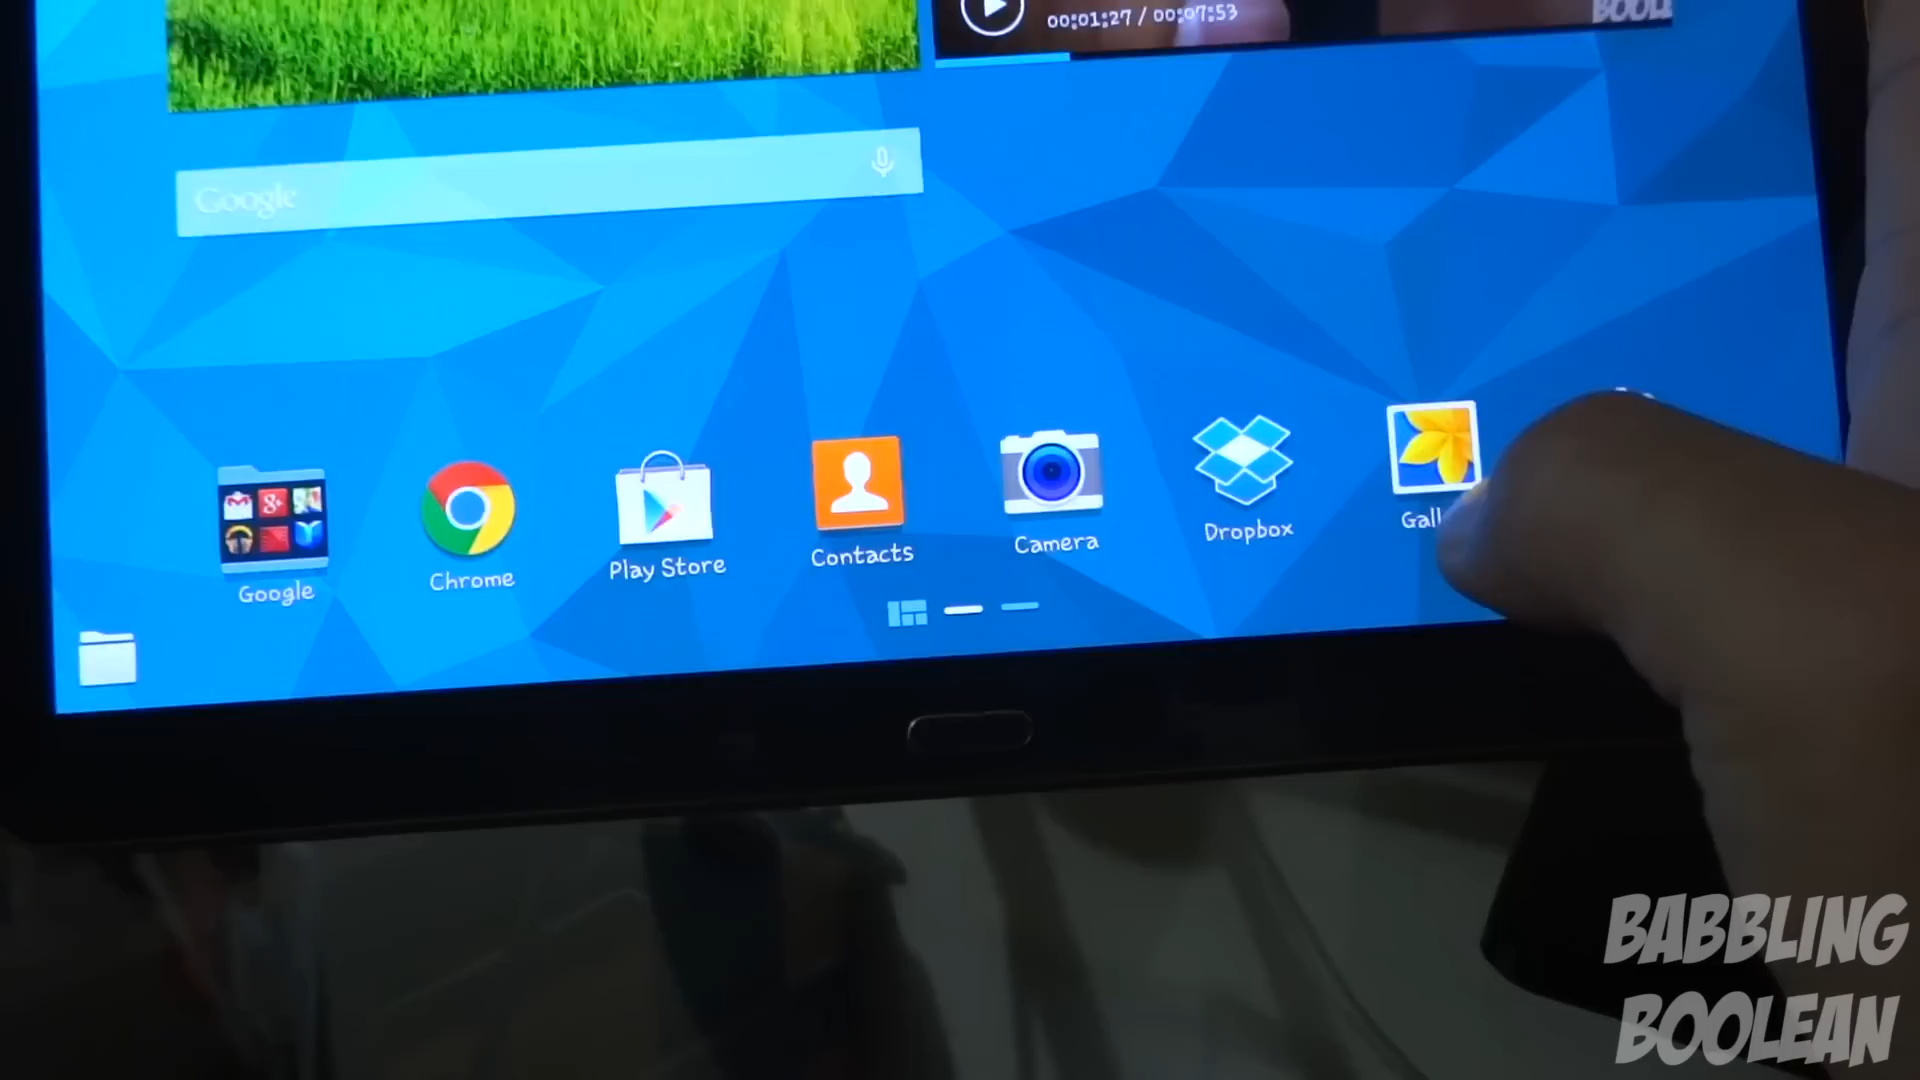 00:01:27 / 00:07:53
Google
Google
Chrome
Play Store
Contacts
Camera
Dropbox
Gall
BABBLING
BOOLEAN